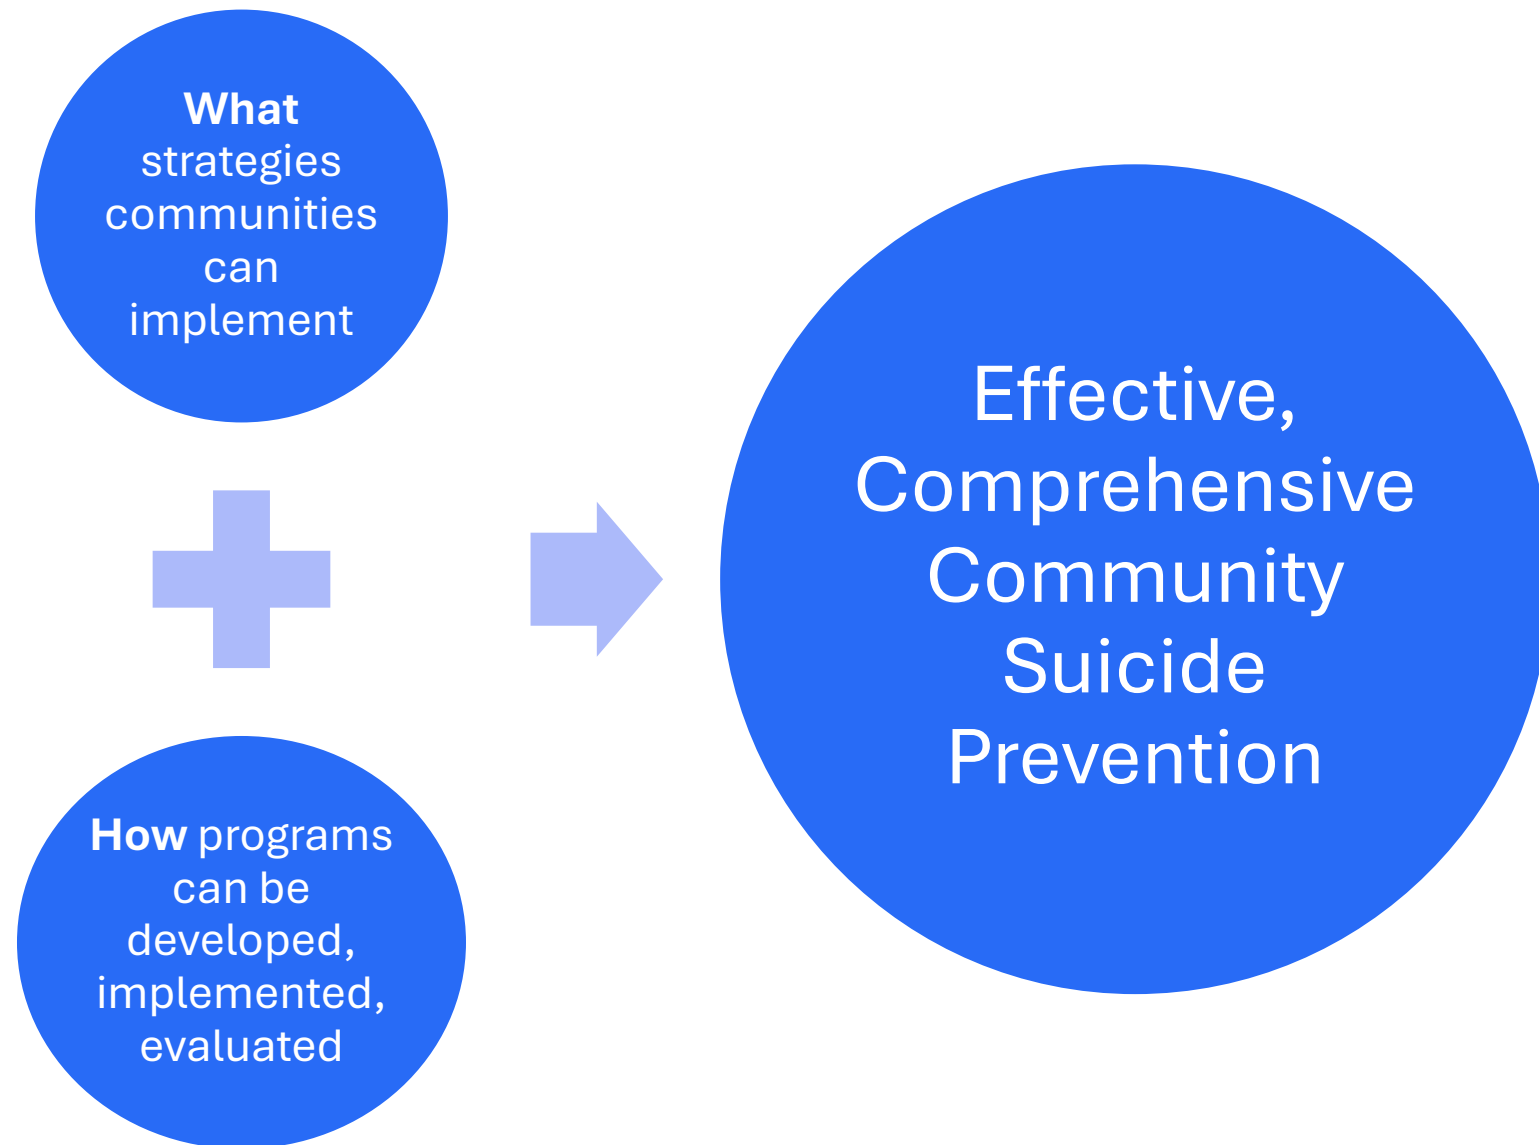 What
strategies
communities
can
implement
How programs
can be
developed,
implemented,
evaluated
Effective,
Comprehensive
Community
Suicide
Prevention